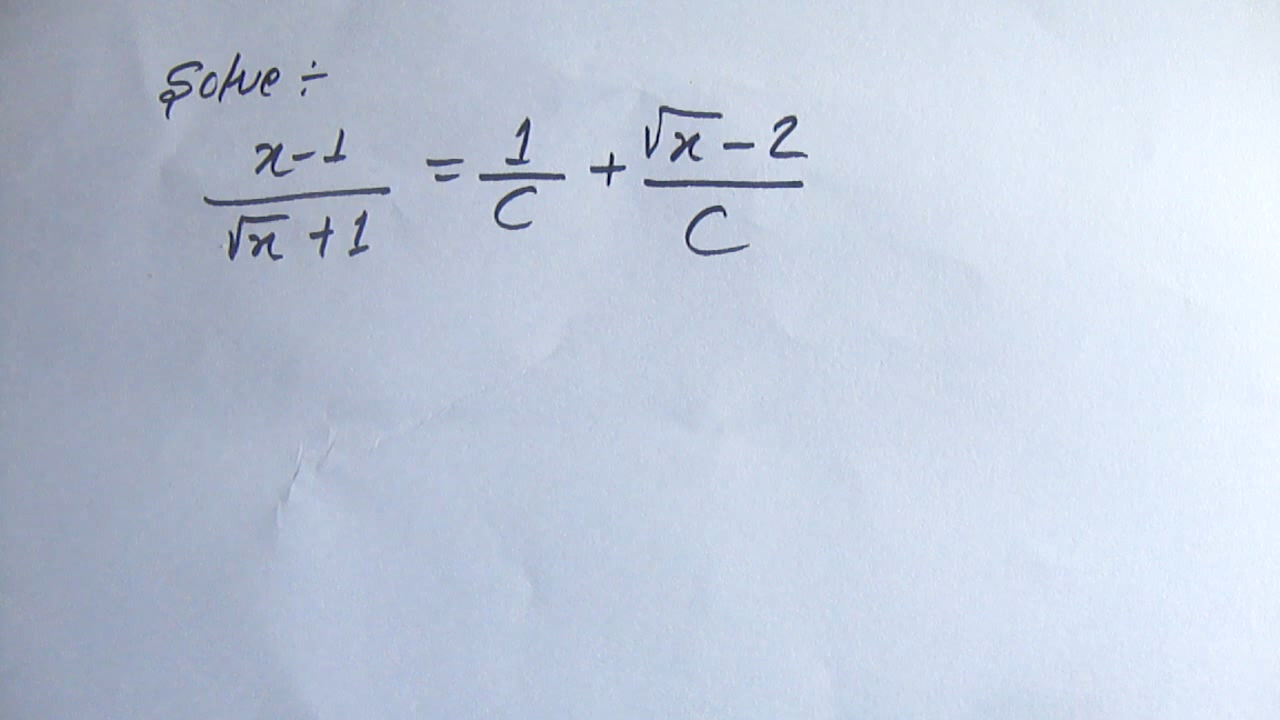 Solve ÷
x-1/√x+1 = 1/C + √x-2/C